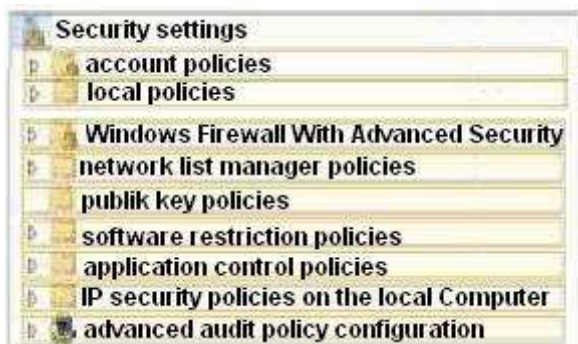 Security settings
account policies
local policies
Windows Firewall With Advanced Security
network list manager policies
publik key policies
software restriction policies
application control policies
IP security policies on the local Computer
advanced audit policy configuration